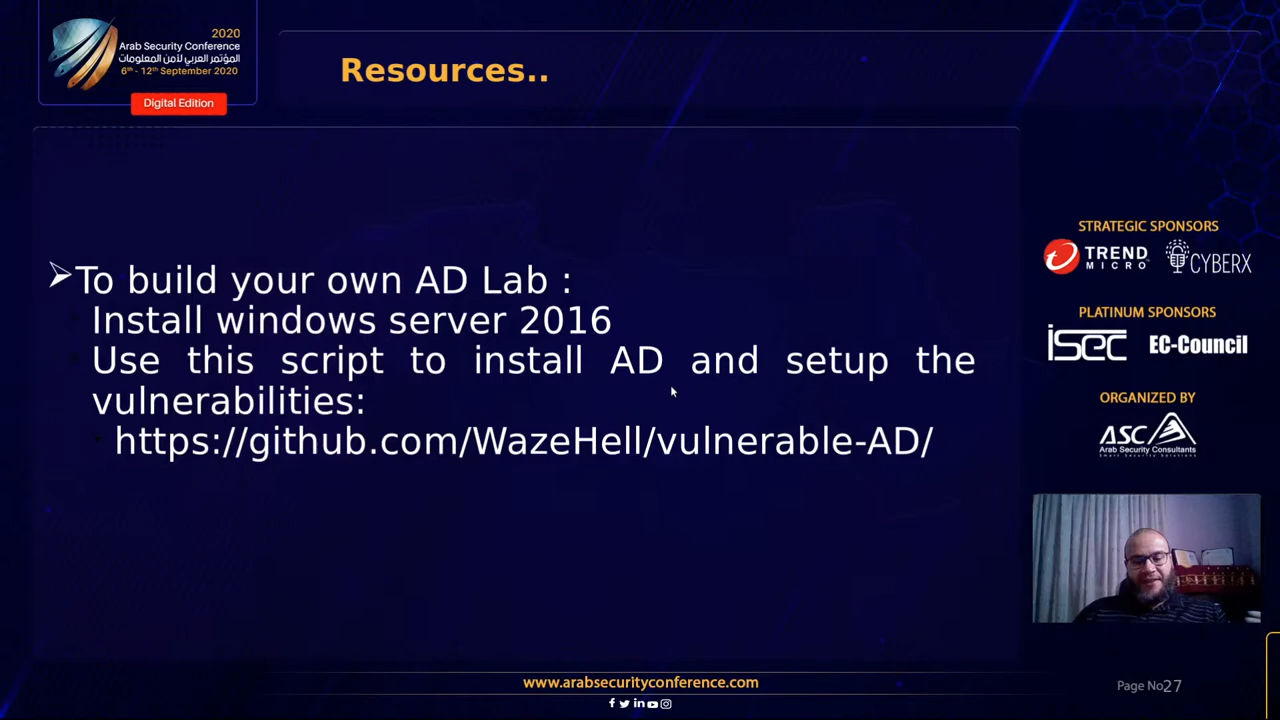 2020
Arab Security Conference
المؤتمر العربي لأمن المعلومات
6th - 12th September 2020
Digital Edition
Resources..
➢To build your own AD Lab :
Install windows server 2016
Use this script to install AD and setup the
vulnerabilities:
https://github.com/WazeHell/vulnerable-AD/
STRATEGIC SPONSORS
TREND MICRO
CYBERX
PLATINUM SPONSORS
isec
EC-Council
ORGANIZED BY
ASC
Arab Security Consultants
Smart Security Solutions
www.arabsecurityconference.com
Page No27